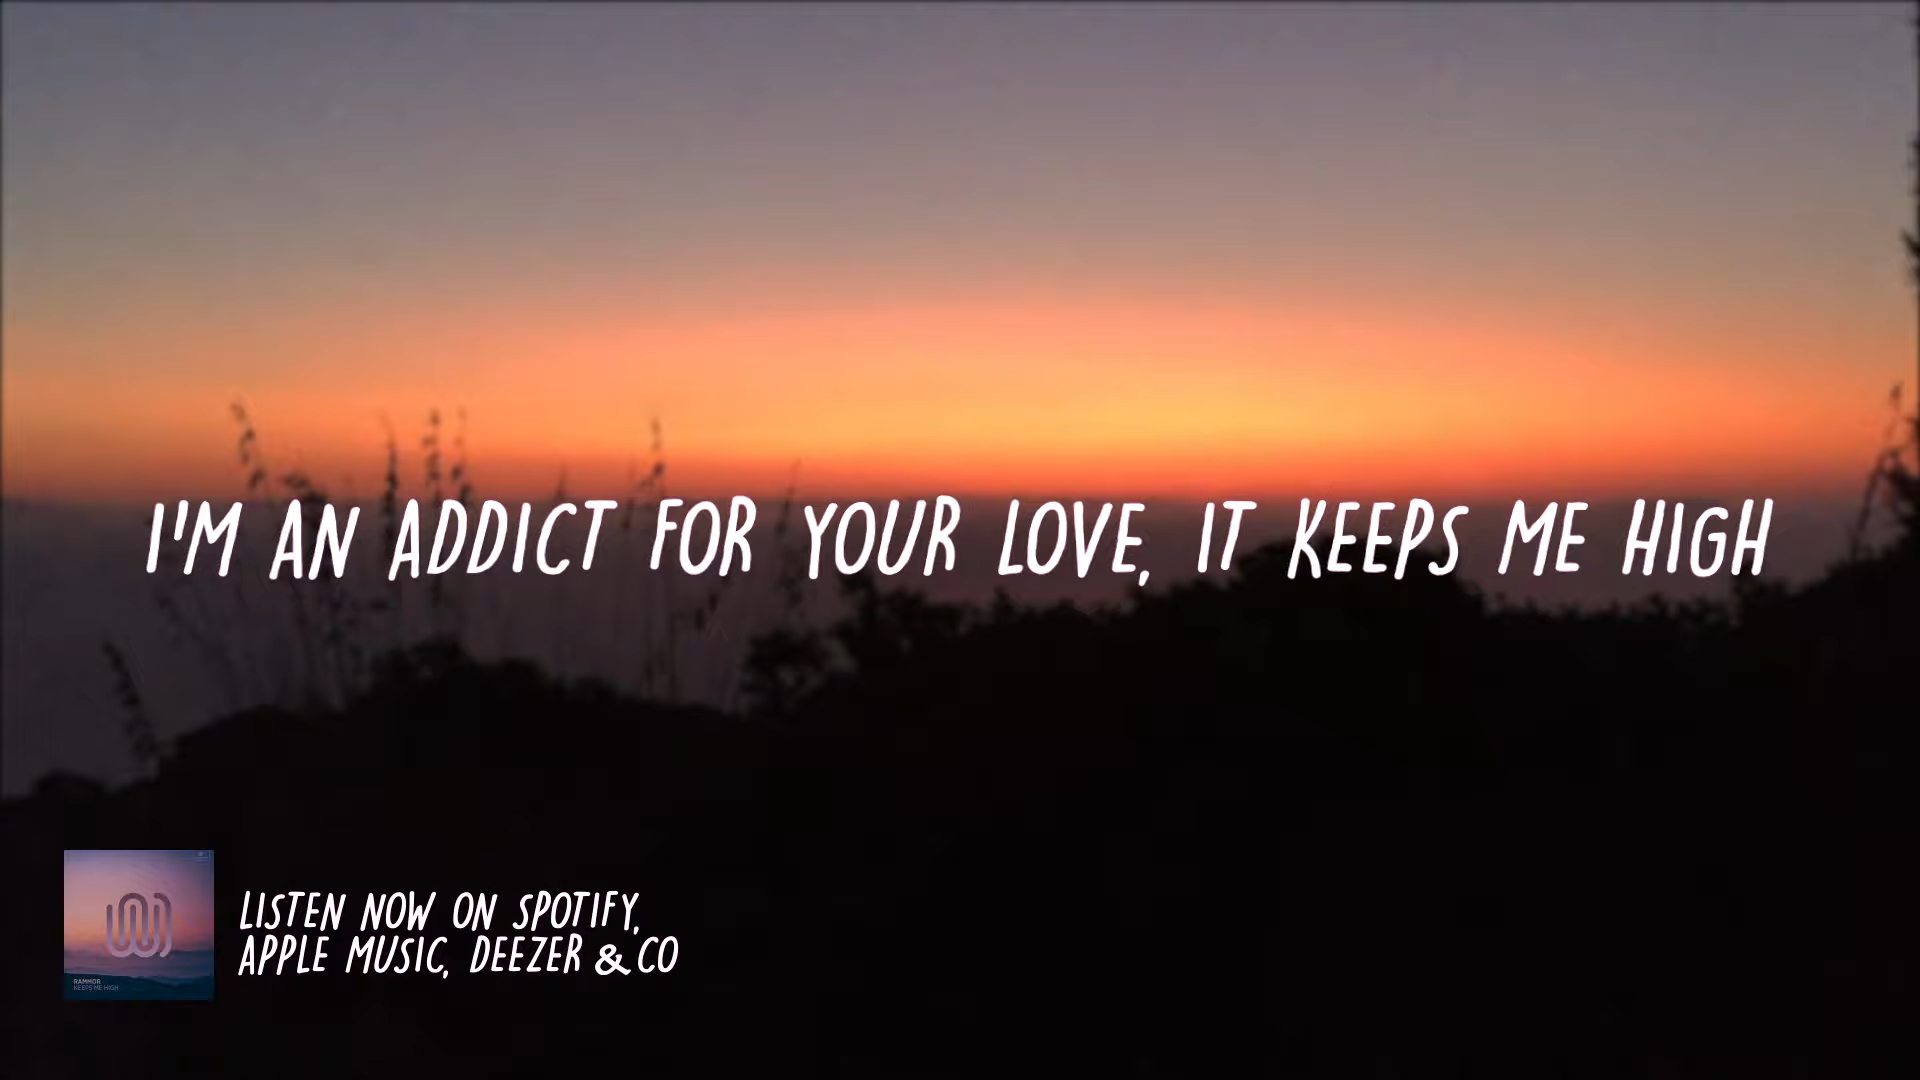 I'M AN ADDICT FOR YOUR LOVE, IT KEEPS ME HIGH
LISTEN NOW ON SPOTIFY,
APPLE MUSIC, DEEZER & CO
RAMMOR
KEEPS ME HIGH